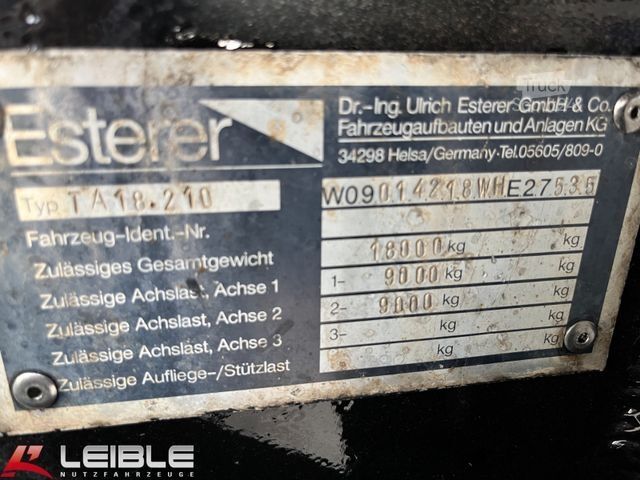 Esterer
Dr.-Ing. Ulrich Esterer GmbH & Co.
Fahrzeugaufbauten und Anlagen KG
34298 Helsa/Germany-Tel.05605/809-0
Typ TA18.210
W09014218WHE27535
Fahrzeug-Ident.-Nr.
18000 kg kg
Zulässiges Gesamtgewicht
1- 9000 kg kg
Zulässige Achslast, Achse 1
2- 9000 kg kg
Zulässige Achslast, Achse 2
3- kg kg
Zulässige Achslast, Achse 3
kg kg
Zulässige Auflege-/Stützlast
LEIBLE
NUTZFAHRZEUGE
Truck